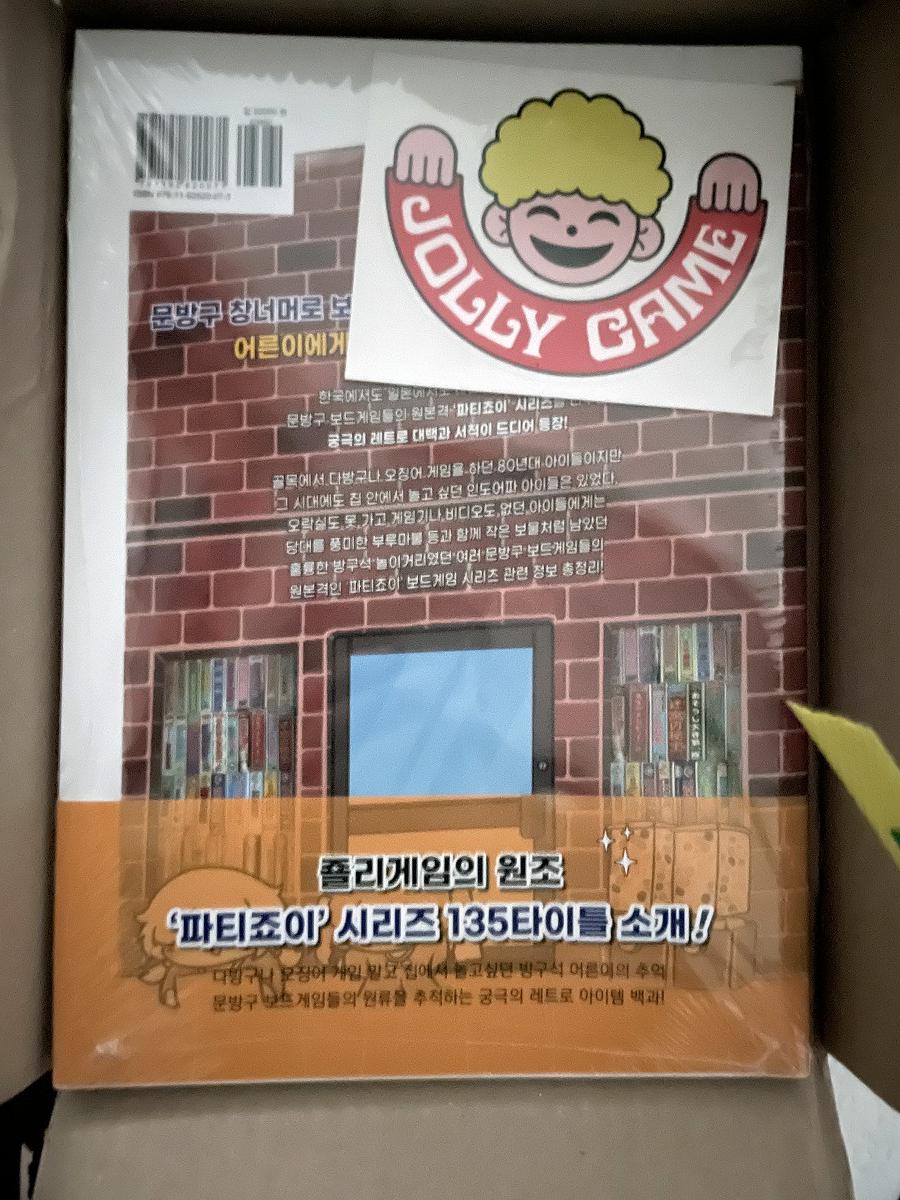 JOLLY GAME
문방구 창너머로 보
어른이에게
한국에서도 일본에서도
문방구 보드게임들의 원본격 '파티죠이' 시리즈를
궁극의 레트로 대백과 서적이 드디어 등장!
골목에서 다방구나 오징어 게임을 하던 80년대 아이들이지만
그 시대에도 집 안에서 놀고 싶던 인도어파 아이들은 있었다.
오락실도 못 가고 게임기나 비디오도 없던 아이들에게는
당대를 풍미한 부루마불 등과 함께 작은 보물처럼 남았던
훌륭한 방구석 놀이거리였던 여러 문방구 보드게임들의
원본격인 '파티죠이' 보드게임 시리즈 관련 정보 총정리!
죨리게임의 원조
'파티죠이' 시리즈 135타이틀 소개!
다방구나 오징어 게임 말고 집에서 놀고싶던 방구석 어른이의 추억
문방구 보드게임들의 원류를 추적하는 궁극의 레트로 아이템 백과!